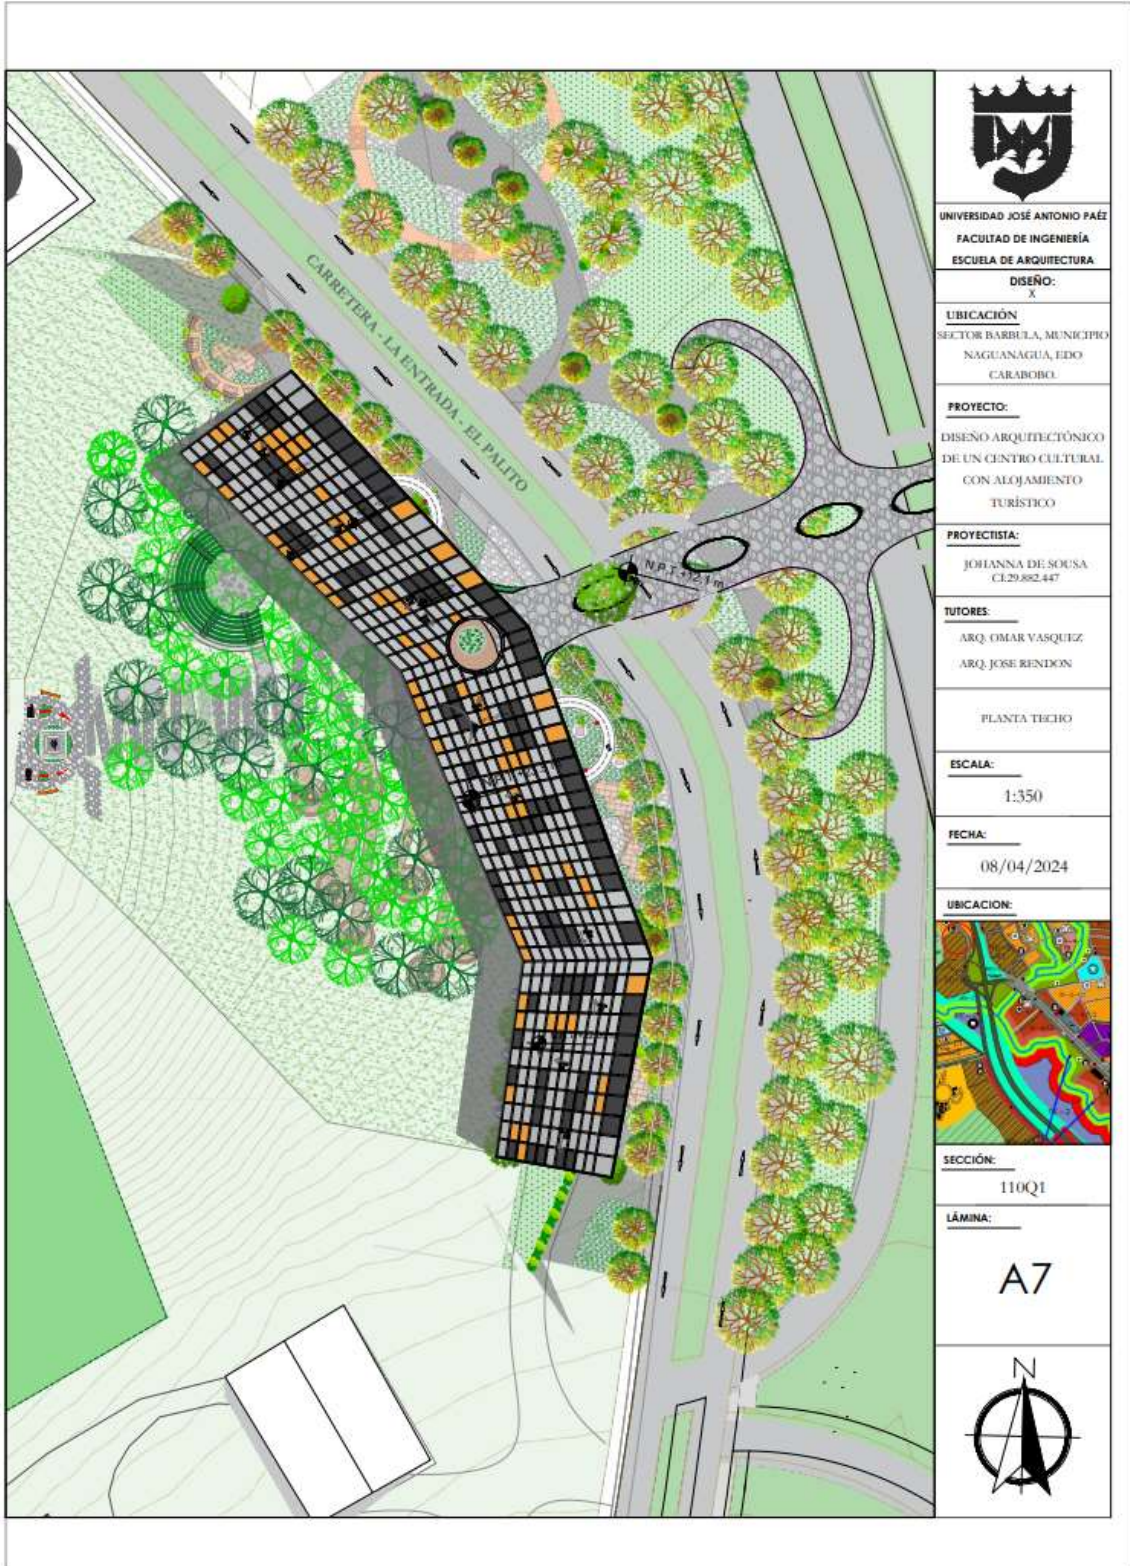 CARRETERA - LA ENTRADA - EL PALITO
N.P.T +12.1 m
UNIVERSIDAD JOSÉ ANTONIO PAÉZ
FACULTAD DE INGENIERÍA
ESCUELA DE ARQUITECTURA
DISEÑO:
X
UBICACIÓN
SECTOR BARBULA, MUNICIPIO
NAGUANAGUA, EDO
CARABOBO.
PROYECTO:
DISEÑO ARQUITECTÓNICO
DE UN CENTRO CULTURAL
CON ALOJAMIENTO
TURÍSTICO
PROYECTISTA:
JOHANNA DE SOUSA
C.I:29.882.447
TUTORES:
ARQ. OMAR VASQUEZ
ARQ. JOSE RENDON
PLANTA TECHO
ESCALA:
1:350
FECHA:
08/04/2024
UBICACION:
SECCIÓN:
110Q1
LÁMINA:
A7
N